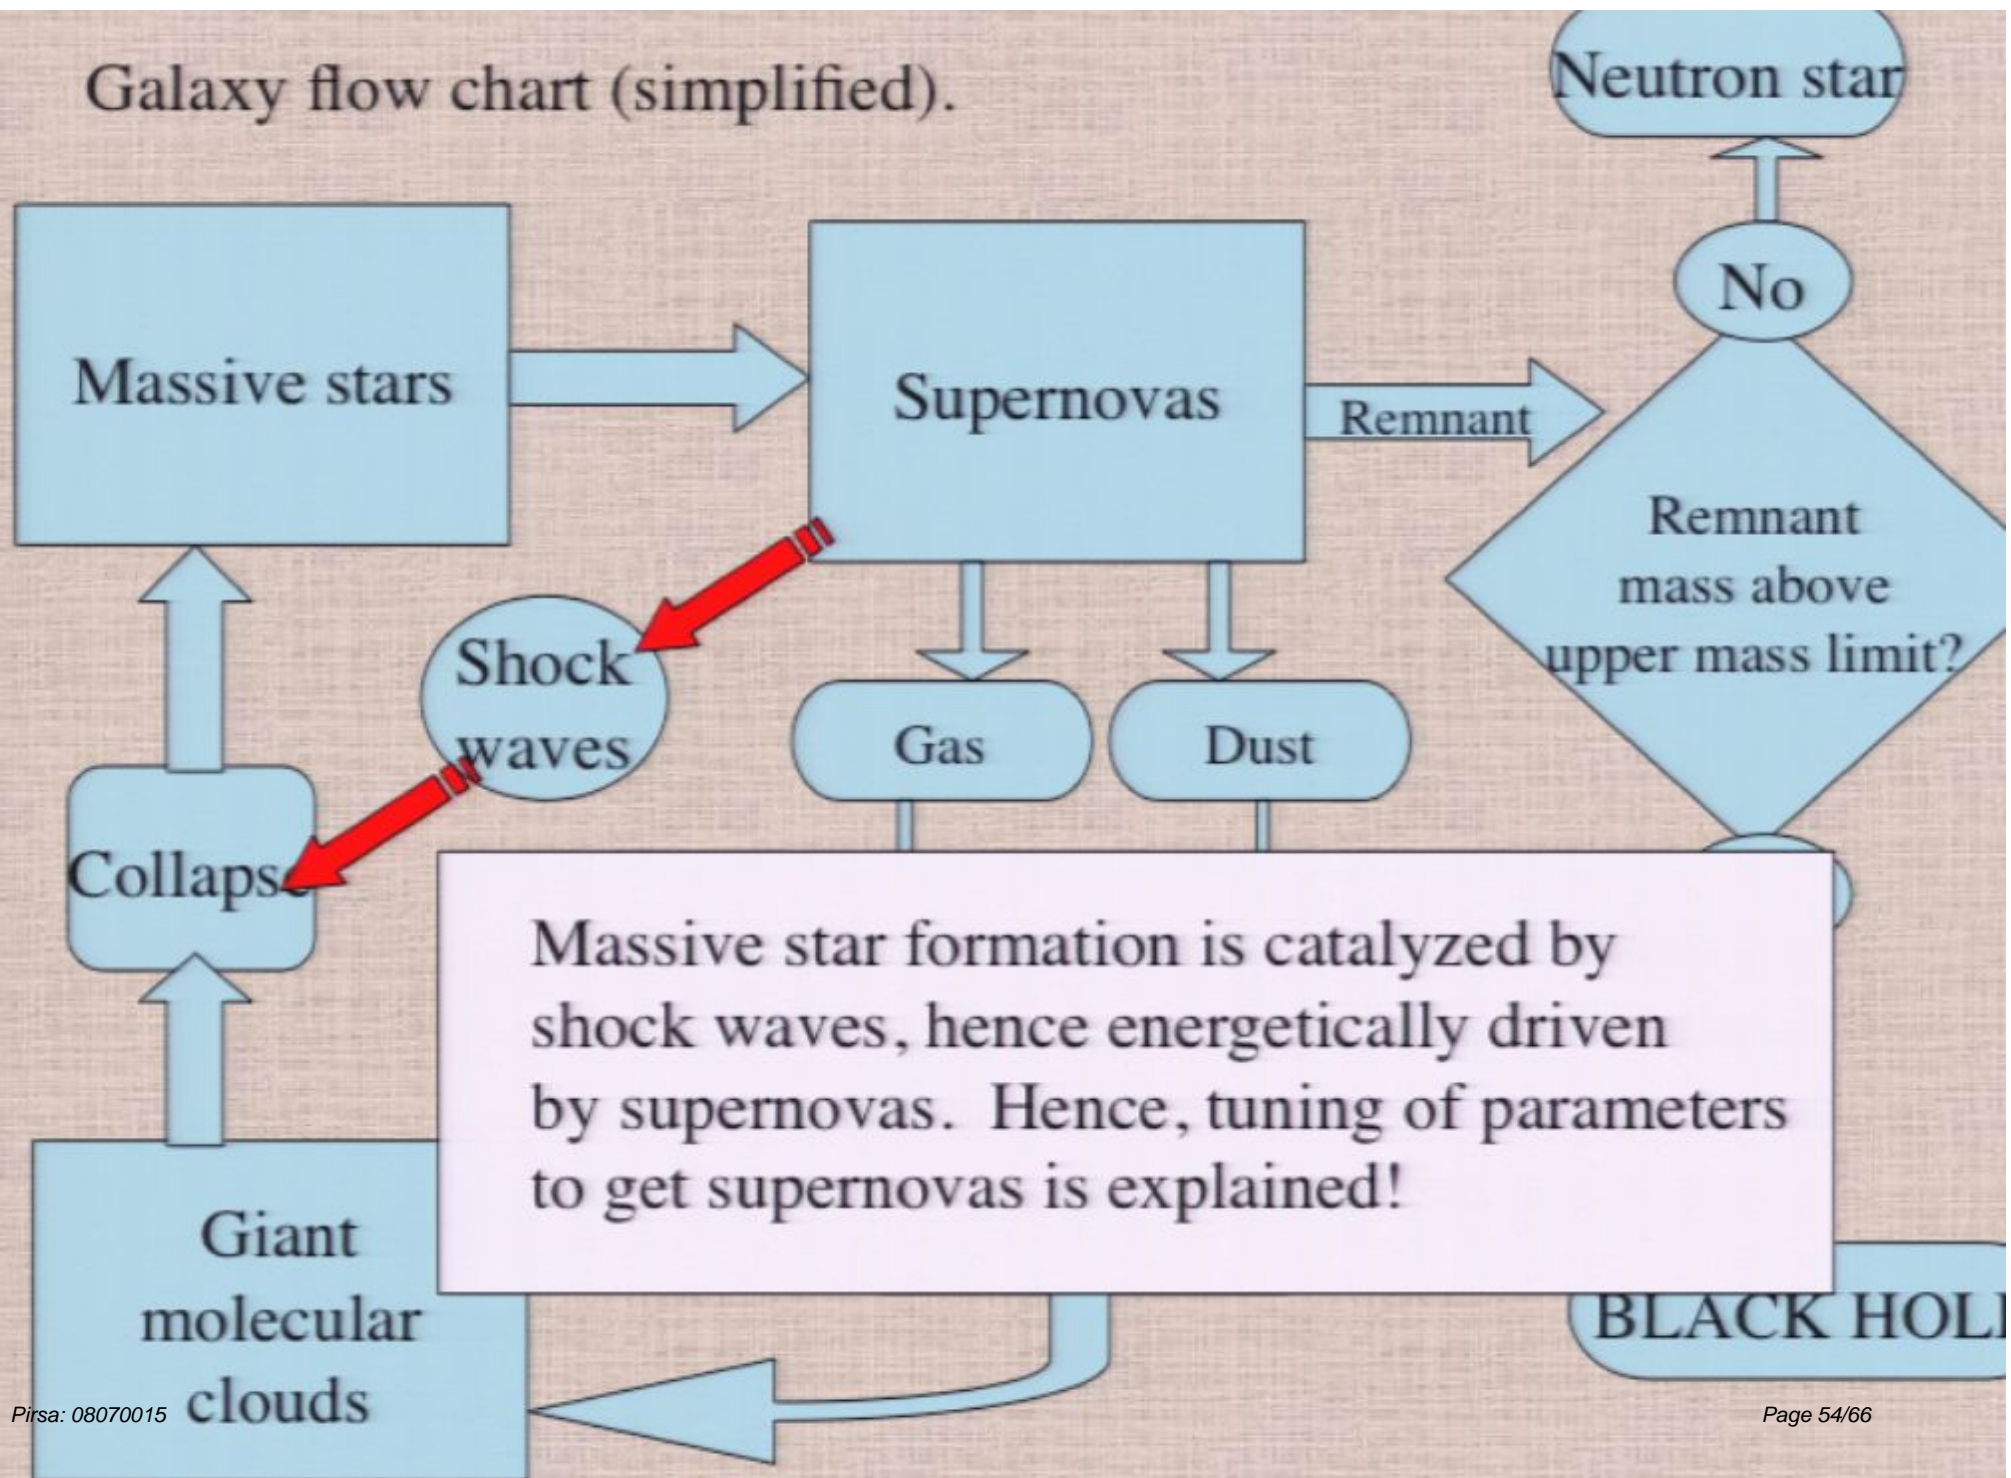 Galaxy flow chart (simplified).
Neutron star
No
Massive stars
Supernovas
Remnant
Remnant
mass above
upper mass limit?
Shock
waves
Gas
Dust
Collapse
Massive star formation is catalyzed by
shock waves, hence energetically driven
by supernovas.  Hence, tuning of parameters
to get supernovas is explained!
Giant
molecular
clouds
BLACK HOL
Pirsa: 08070015
Page 54/66